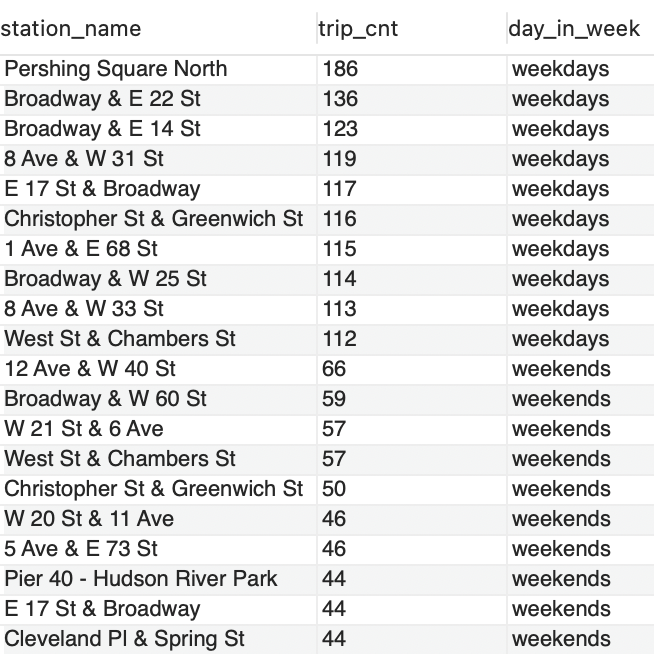 station_name trip_cnt day_in_week
Pershing Square North 186 weekdays
Broadway & E 22 St 136 weekdays
Broadway & E 14 St 123 weekdays
8 Ave & W 31 St 119 weekdays
E 17 St & Broadway 117 weekdays
Christopher St & Greenwich St 116 weekdays
1 Ave & E 68 St 115 weekdays
Broadway & W 25 St 114 weekdays
8 Ave & W 33 St 113 weekdays
West St & Chambers St 112 weekdays
12 Ave & W 40 St 66 weekends
Broadway & W 60 St 59 weekends
W 21 St & 6 Ave 57 weekends
West St & Chambers St 57 weekends
Christopher St & Greenwich St 50 weekends
W 20 St & 11 Ave 46 weekends
5 Ave & E 73 St 46 weekends
Pier 40 - Hudson River Park 44 weekends
E 17 St & Broadway 44 weekends
Cleveland Pl & Spring St 44 weekends